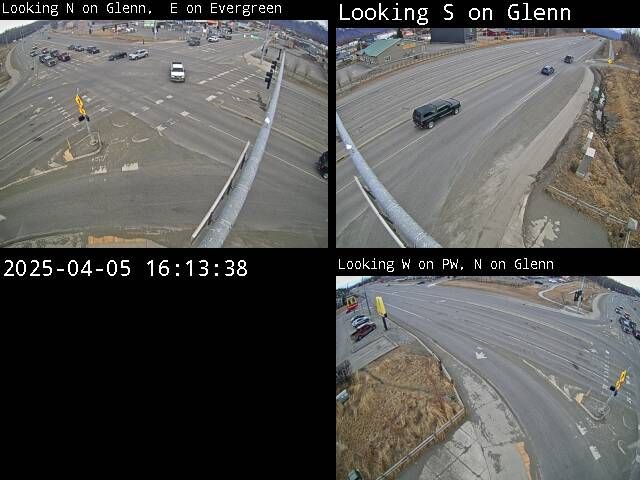 Looking N on Glenn, E on Evergreen
Looking S on Glenn
2025-04-05 16:13:38
Looking W on PW, N on Glenn